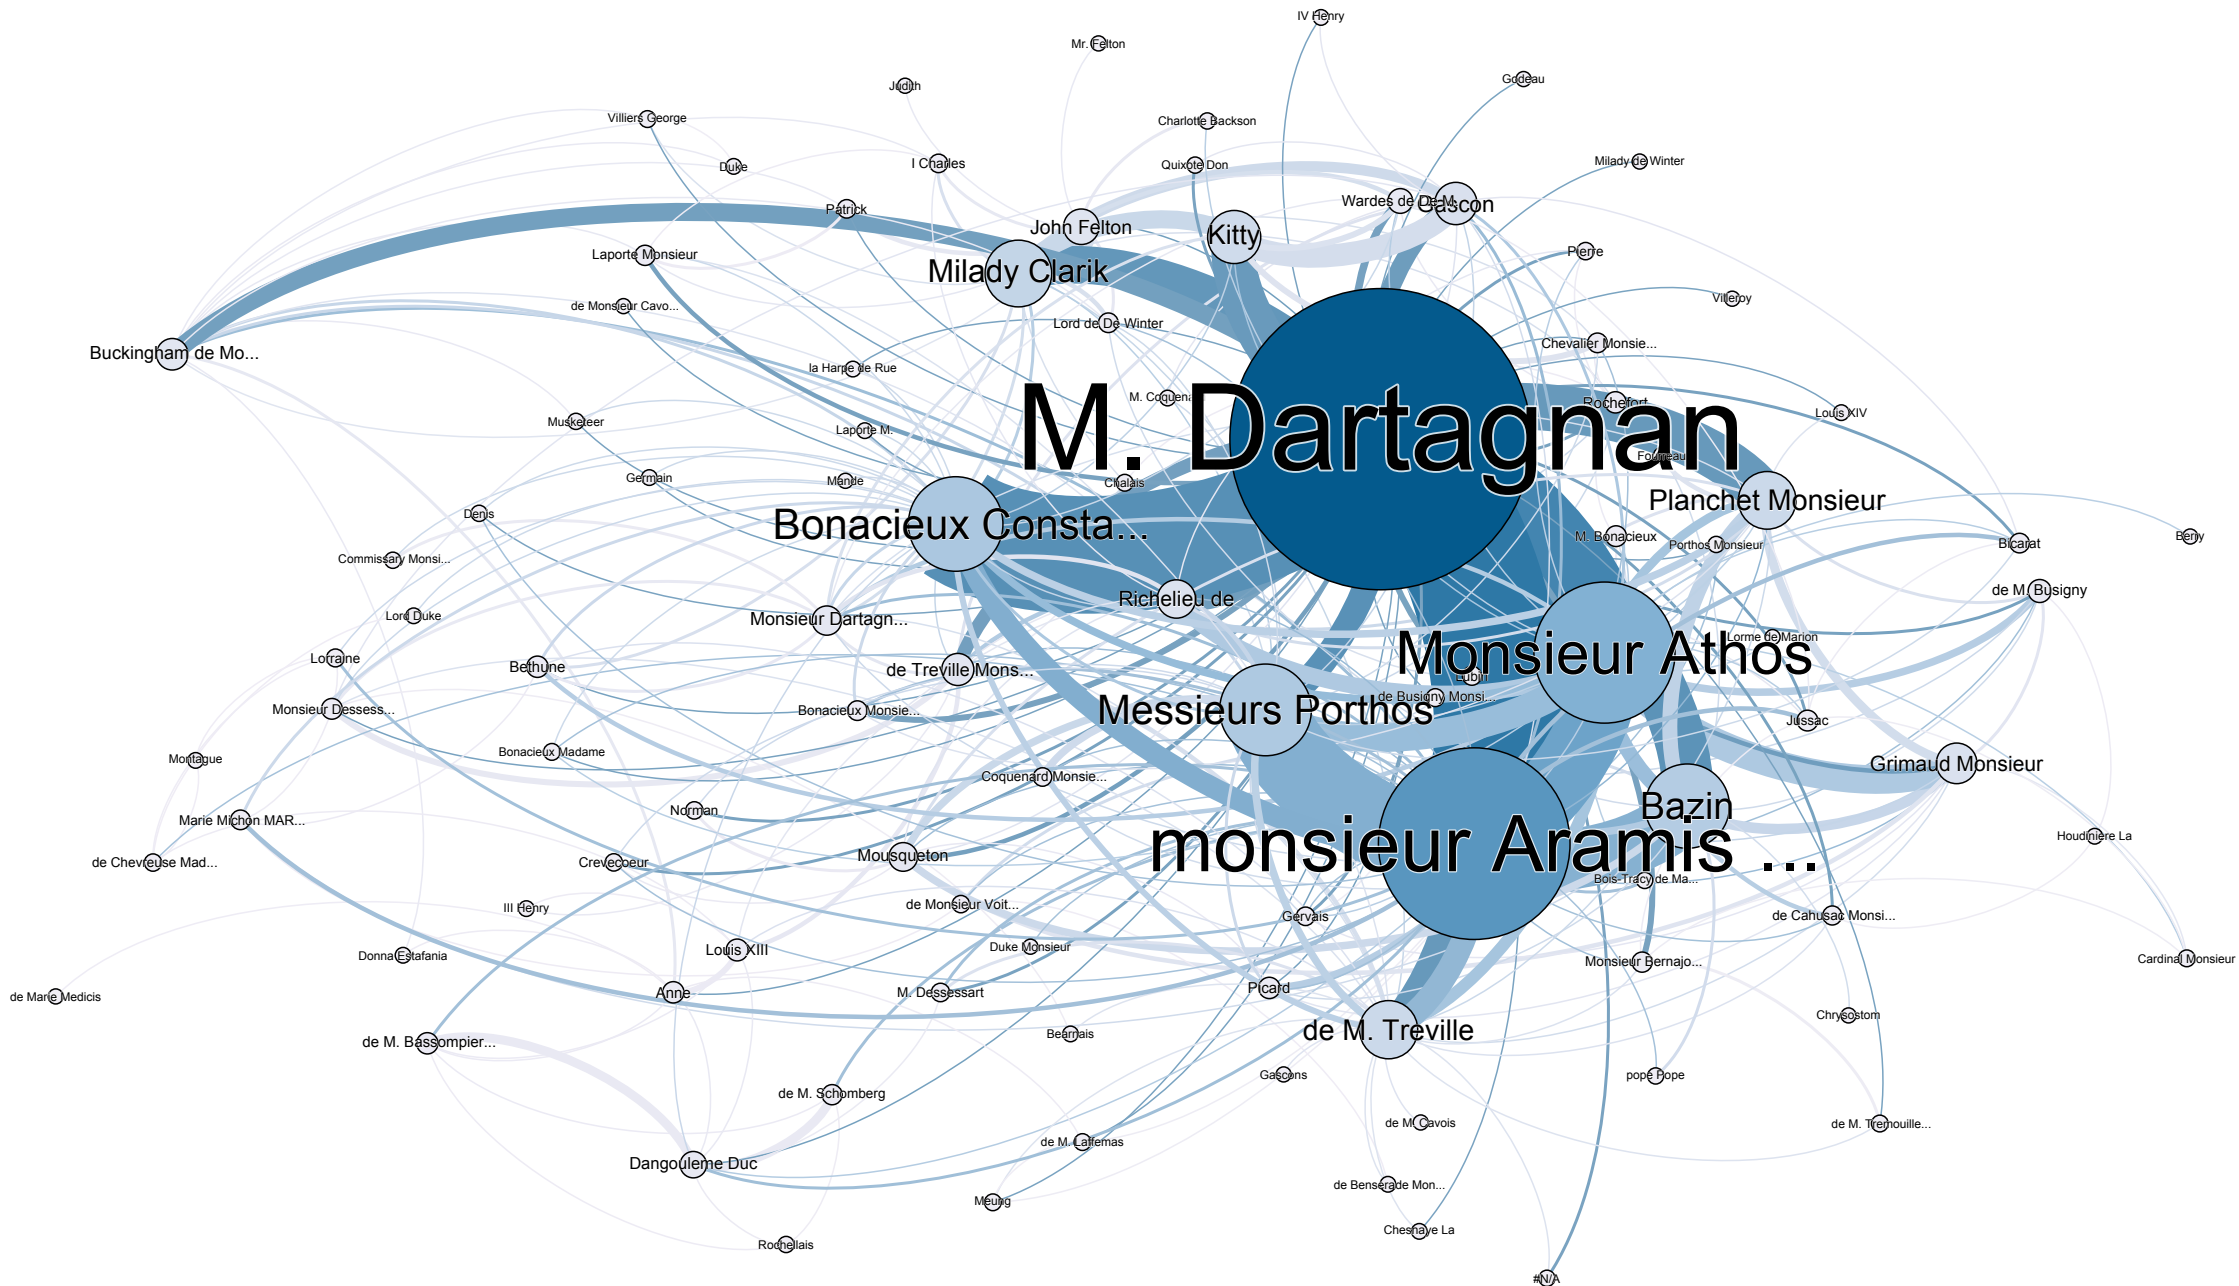 IV Henry
Mr. Felton
Godeau
Judith
Villiers George
Charlotte Backson
Duke
I Charles
Quixote Don
Milady de Winter
Patrick
Wardes de De M.
Gascon
John Felton
Kitty
Laporte Monsieur
Pierre
Milady Clarik
de Monsieur Cavo...
Villeroy
Lord de De Winter
Buckingham de Mo...
Chevalier Monsie...
la Harpe de Rue
M. Coquena
Rochefort
Louis XIV
Musketeer
Laporte M.
M. Dartagnan
Fourreau
Germain
Mande
Chalais
Planchet Monsieur
Denis
Bonacieux Consta...
M. Bonacieux
Porthos Monsieur
Bicarat
Berry
Commissary Monsi...
de M. Busigny
Richelieu de
Lord Duke
Monsieur Dartagn...
Lorme de Marion
Monsieur Athos
Lorraine
Bethune
de Treville Mons...
Lubin
de Busigny Monsi...
Monsieur Dessess...
Bonacieux Monsie...
Messieurs Porthos
Jussac
Bonacieux Madame
Montague
Coquenard Monsie...
Grimaud Monsieur
Norman
Bazin
Marie Michon MAR...
Houdiniere La
monsieur Aramis ...
de Chevreuse Mad...
Crevecoeur
Mousqueton
Bois-Tracy de Ma...
III Henry
de Monsieur Voit...
Gervais
de Cahusac Monsi...
Donna Estafania
Louis XIII
Duke Monsieur
Monsieur Bernajo...
Cardinal Monsieur
de Marie Medicis
Anne
M. Dessessart
Picard
Chrysostom
de M. Bassompier...
Bearnais
de M. Treville
Gascons
pope Pope
de M. Schomberg
de M. Cavois
de M. Tremouille...
de M. Laffemas
Dangouleme Duc
de Benserade Mon...
Meung
Chesnaye La
Rochellais
#N/A